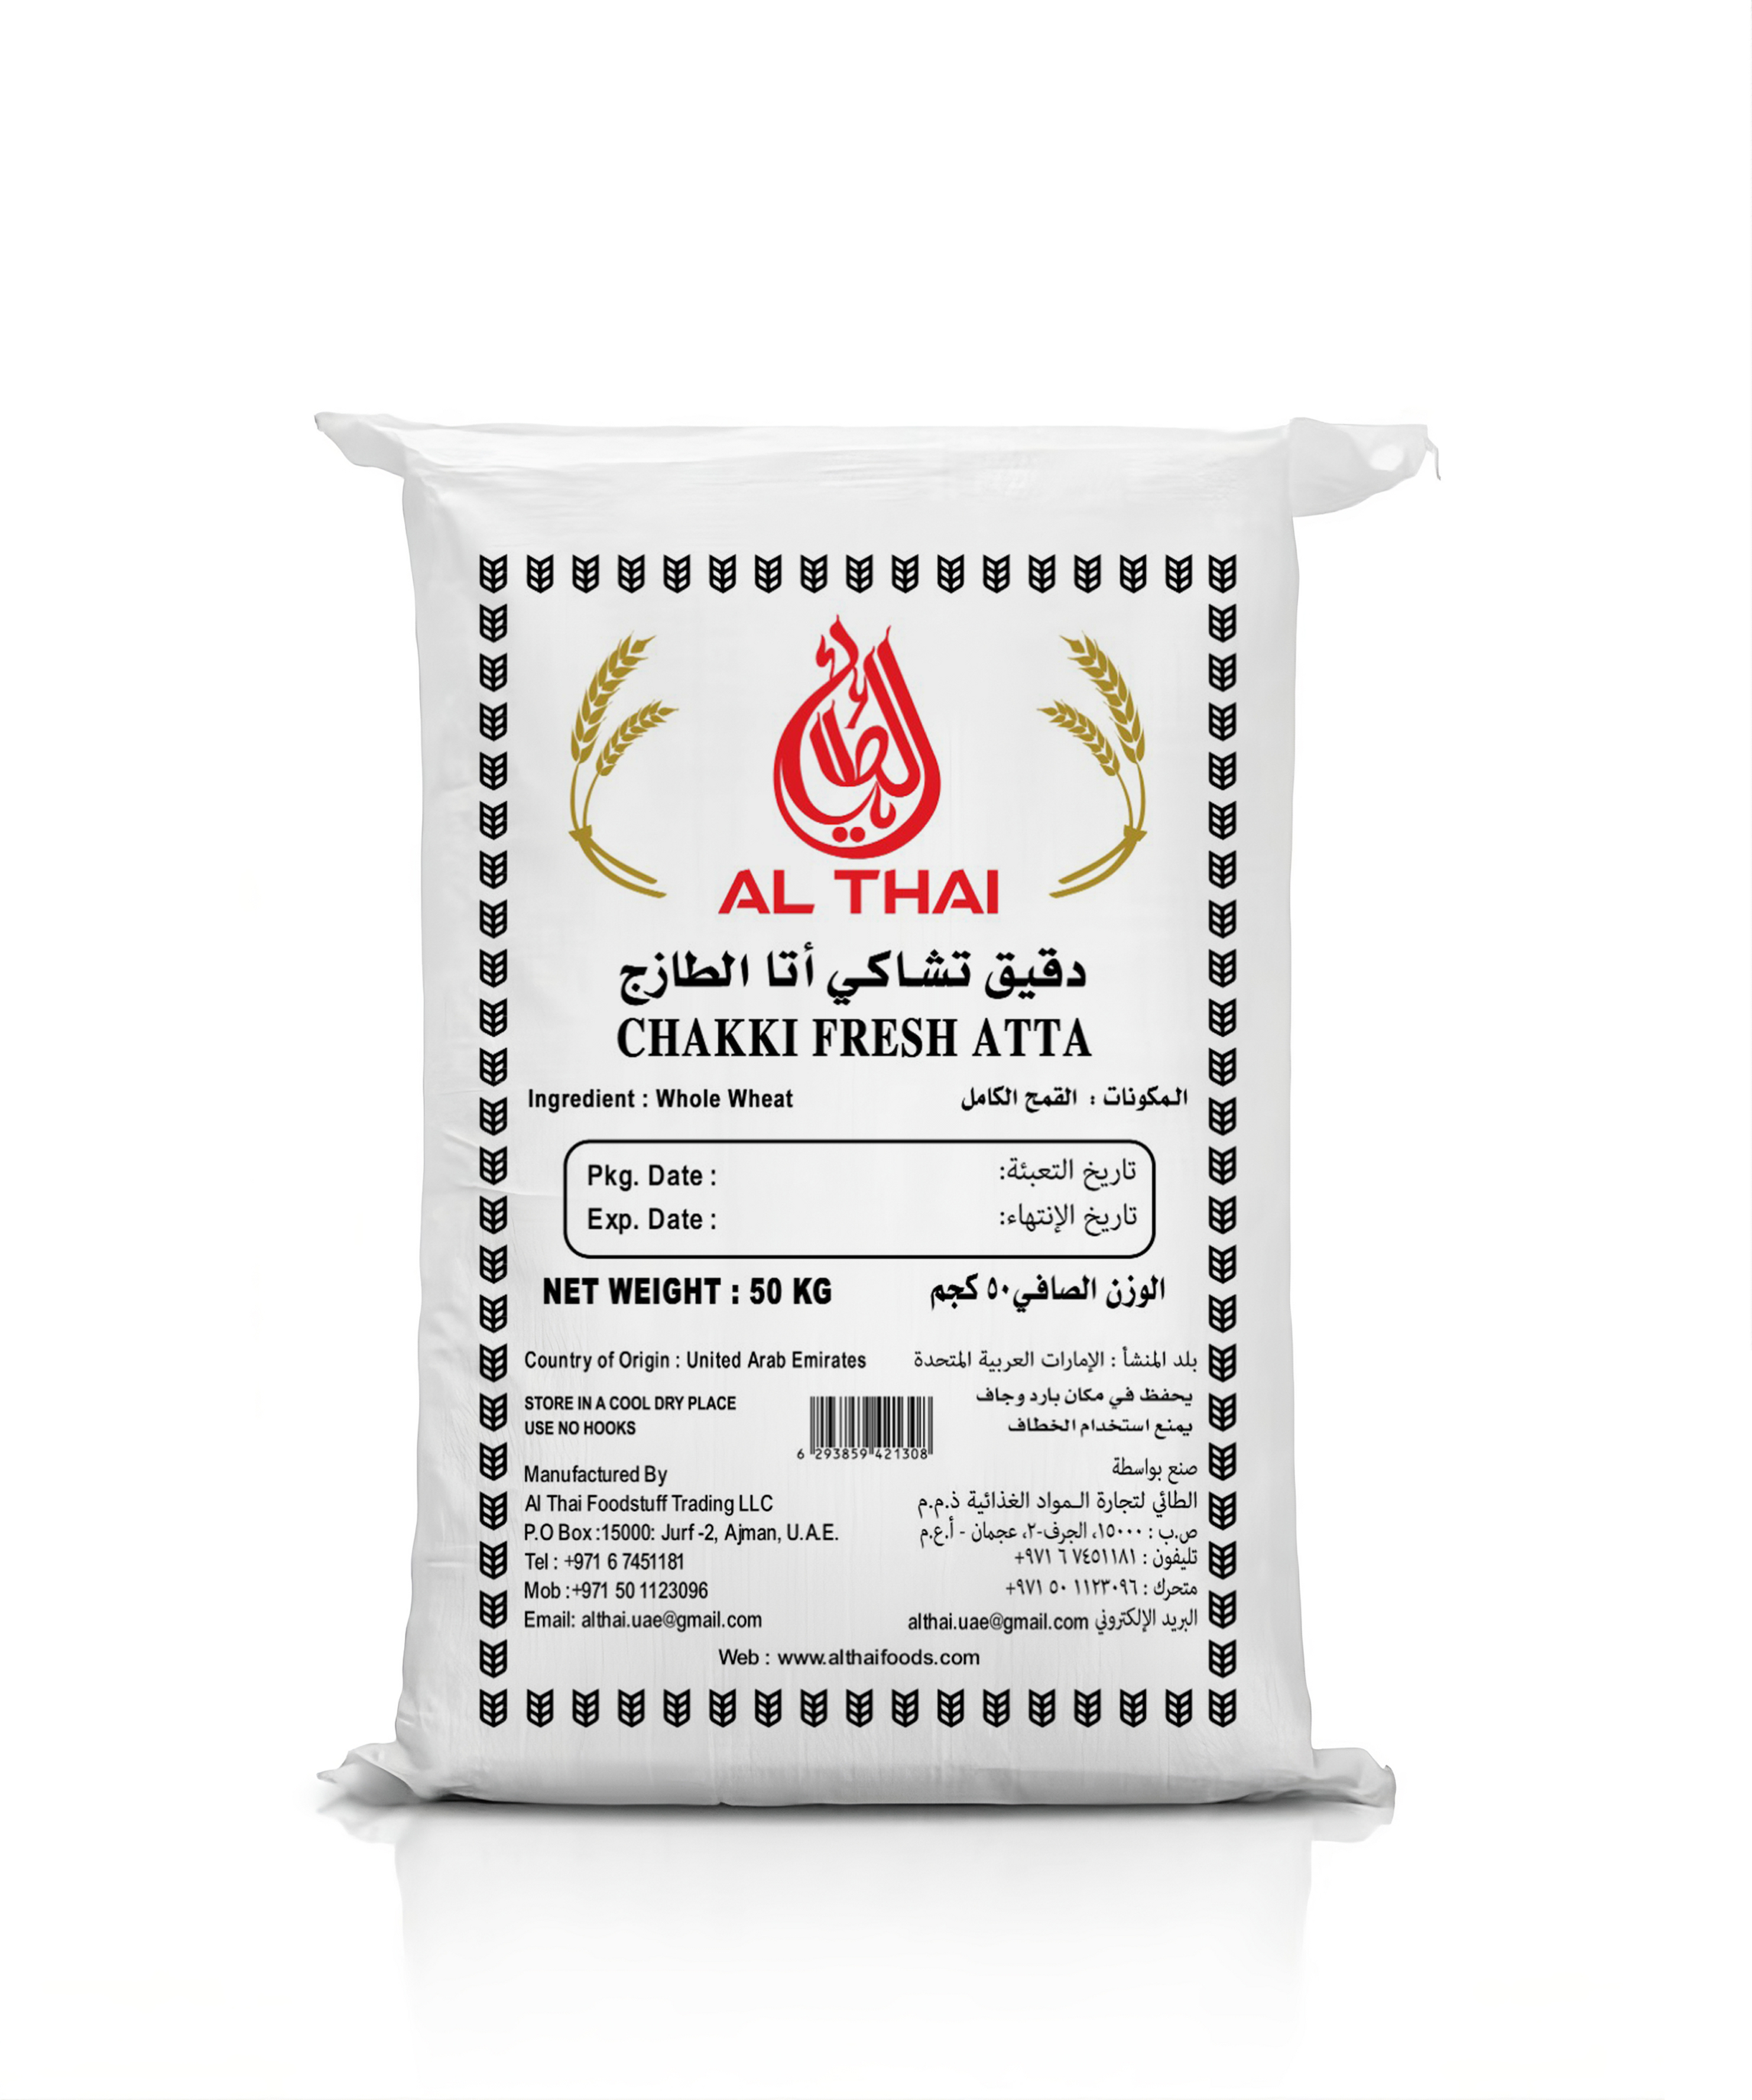 الطائي
AL THAI
دقيق تشاكي أتا الطازج
CHAKKI FRESH ATTA
Ingredient : Whole Wheat
المكونات : القمح الكامل
Pkg. Date :
تاريخ التعبئة:
Exp. Date :
تاريخ الإنتهاء:
NET WEIGHT : 50 KG
الوزن الصافي٥٠ كجم
Country of Origin : United Arab Emirates
بلد المنشأ : الإمارات العربية المتحدة
STORE IN A COOL DRY PLACE
USE NO HOOKS
6 293859 421308
يحفظ في مكان بارد وجاف
يمنع استخدام الخطاف
Manufactured By
Al Thai Foodstuff Trading LLC
P.O Box :15000: Jurf -2, Ajman, U.A.E.
Tel : +971 6 7451181
Mob :+971 50 1123096
Email: althai.uae@gmail.com
صنع بواسطة
الطائي لتجارة المواد الغذائية ذ.م.م
ص.ب : ١٥٠٠٠، الجرف-٢، عجمان - أ.ع.م
تليفون : ٧٤٥١١٨١ ٦ ٩٧١+
متحرك : ١١٢٣٠٩٦ ٥٠ ٩٧١+
البريد الإلكتروني althai.uae@gmail.com
Web : www.althaifoods.com